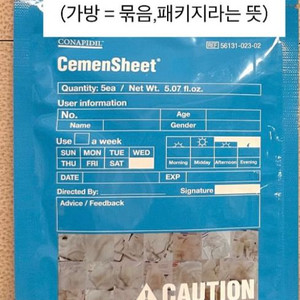 (가방 = 묶음,패키지라는 뜻)
CONAFIDIL®
REF 56131-023-02
CemenSheet®
Quantity: 5ea / Net Wt. 5.07 fl.oz.
User information
No. Age
Name Gender
Use a week
SUN MON TUE WED
THU FRI SAT
Morning Midday Afternoon Evening
DATE EXP
Directed By: Signature
Advice / Feedback
CAUTION